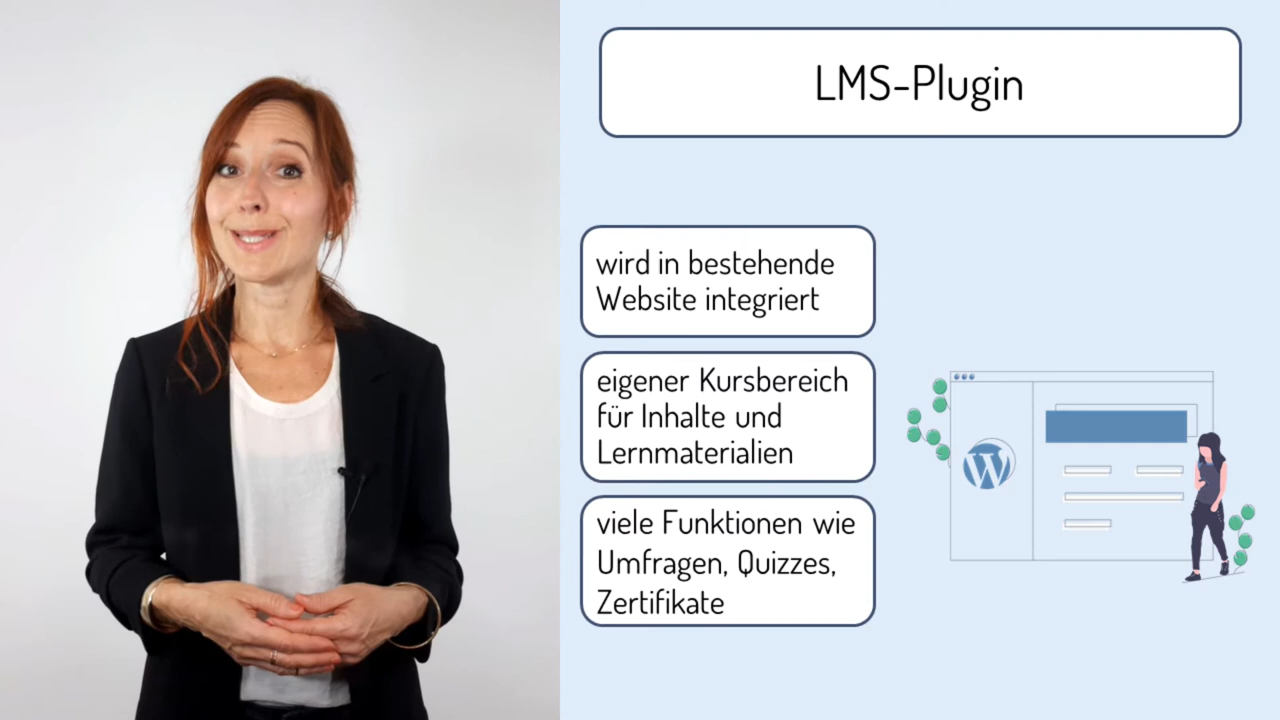 LMS-Plugin
wird in bestehende
Website integriert
eigener Kursbereich
für Inhalte und
Lernmaterialien
viele Funktionen wie
Umfragen, Quizzes,
Zertifikate